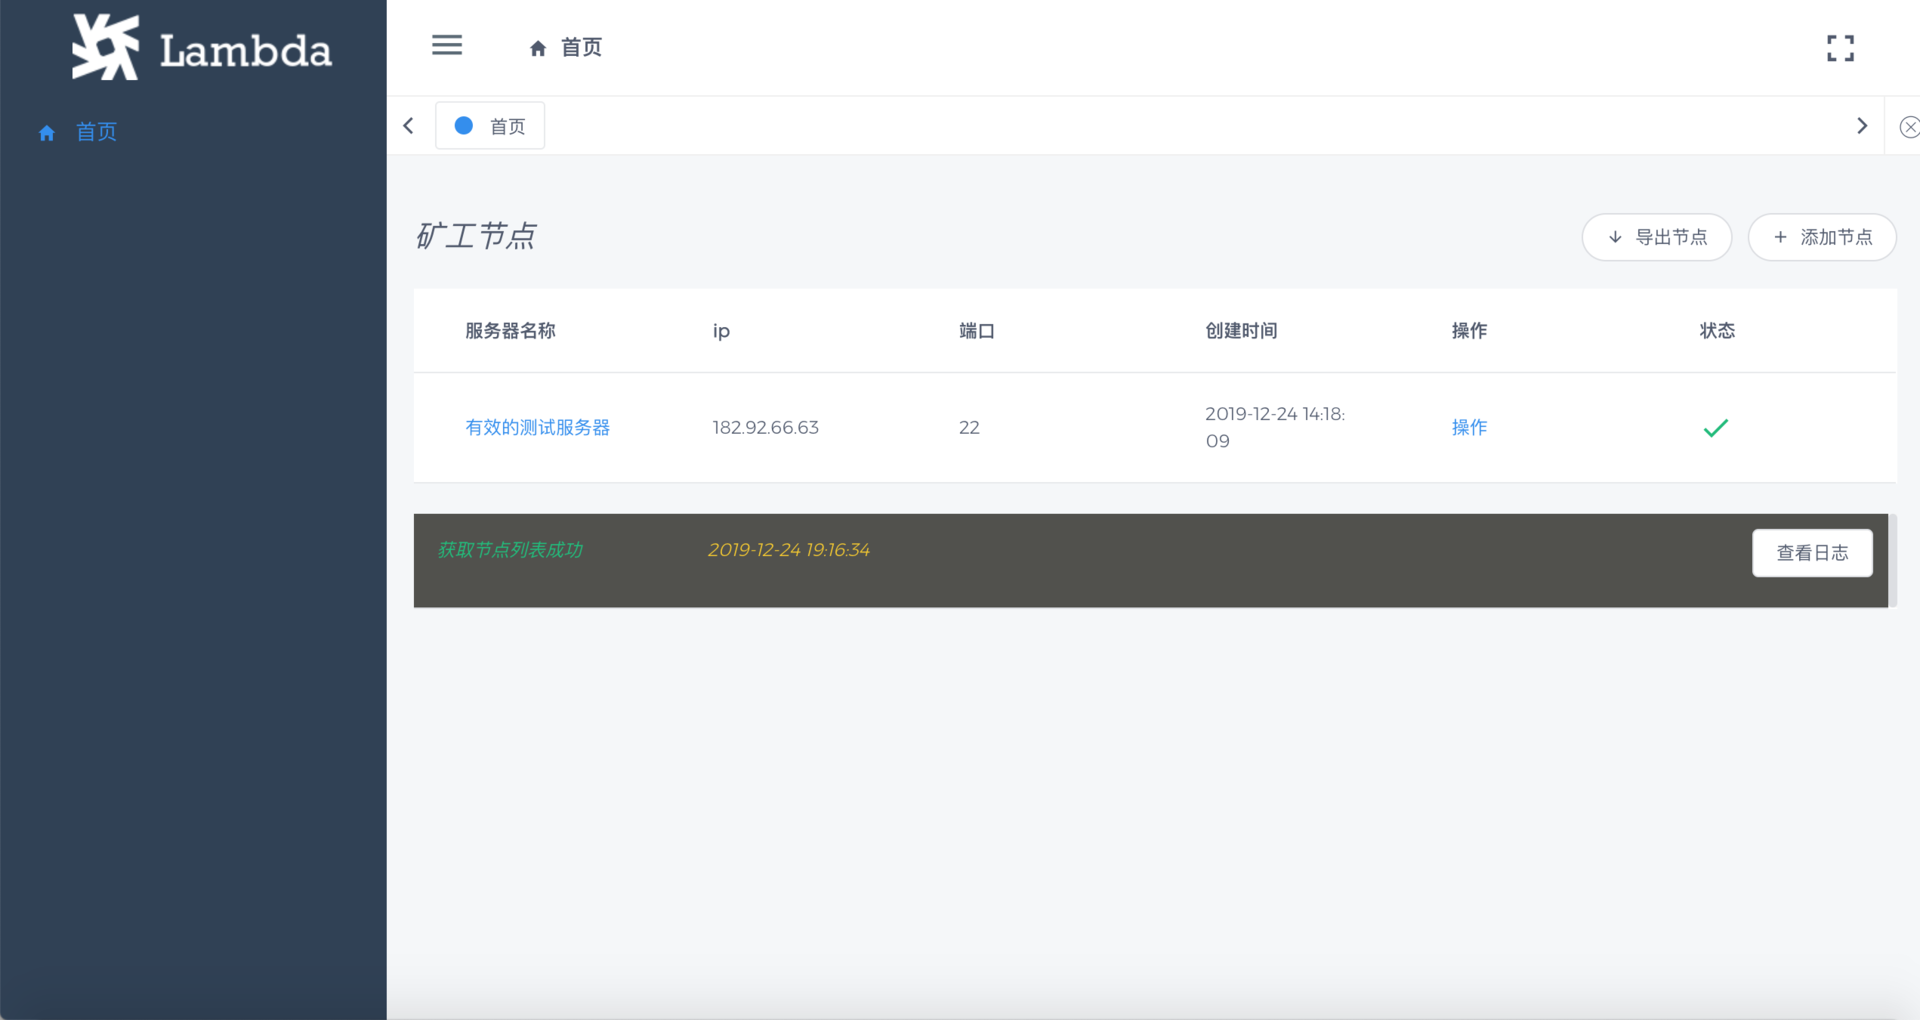 Lambda
首页
首页
首页
矿工节点
导出节点
添加节点
服务器名称 ip 端口 创建时间 操作 状态
有效的测试服务器 182.92.66.63 22 2019-12-24 14:18:
09 操作
获取节点列表成功 2019-12-24 19:16:34 查看日志